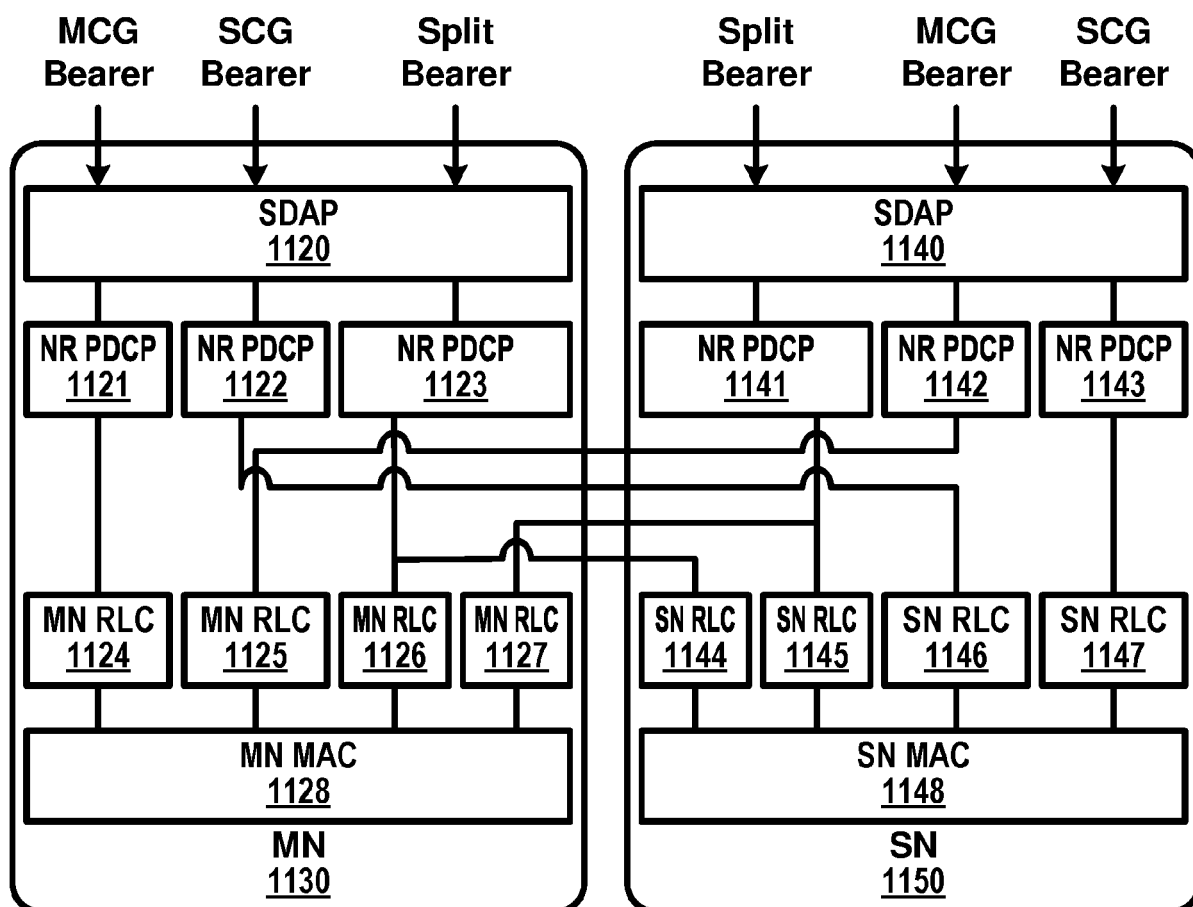 MCG
Bearer
SCG
Bearer
Split
Bearer
Split
Bearer
MCG
Bearer
SCG
Bearer
SDAP
1120
SDAP
1140
NR PDCP
1121
NR PDCP
1122
NR PDCP
1123
NR PDCP
1141
NR PDCP
1142
NR PDCP
1143
MN RLC
1124
MN RLC
1125
MN RLC
1126
MN RLC
1127
SN RLC
1144
SN RLC
1145
SN RLC
1146
SN RLC
1147
MN MAC
1128
SN MAC
1148
MN
1130
SN
1150